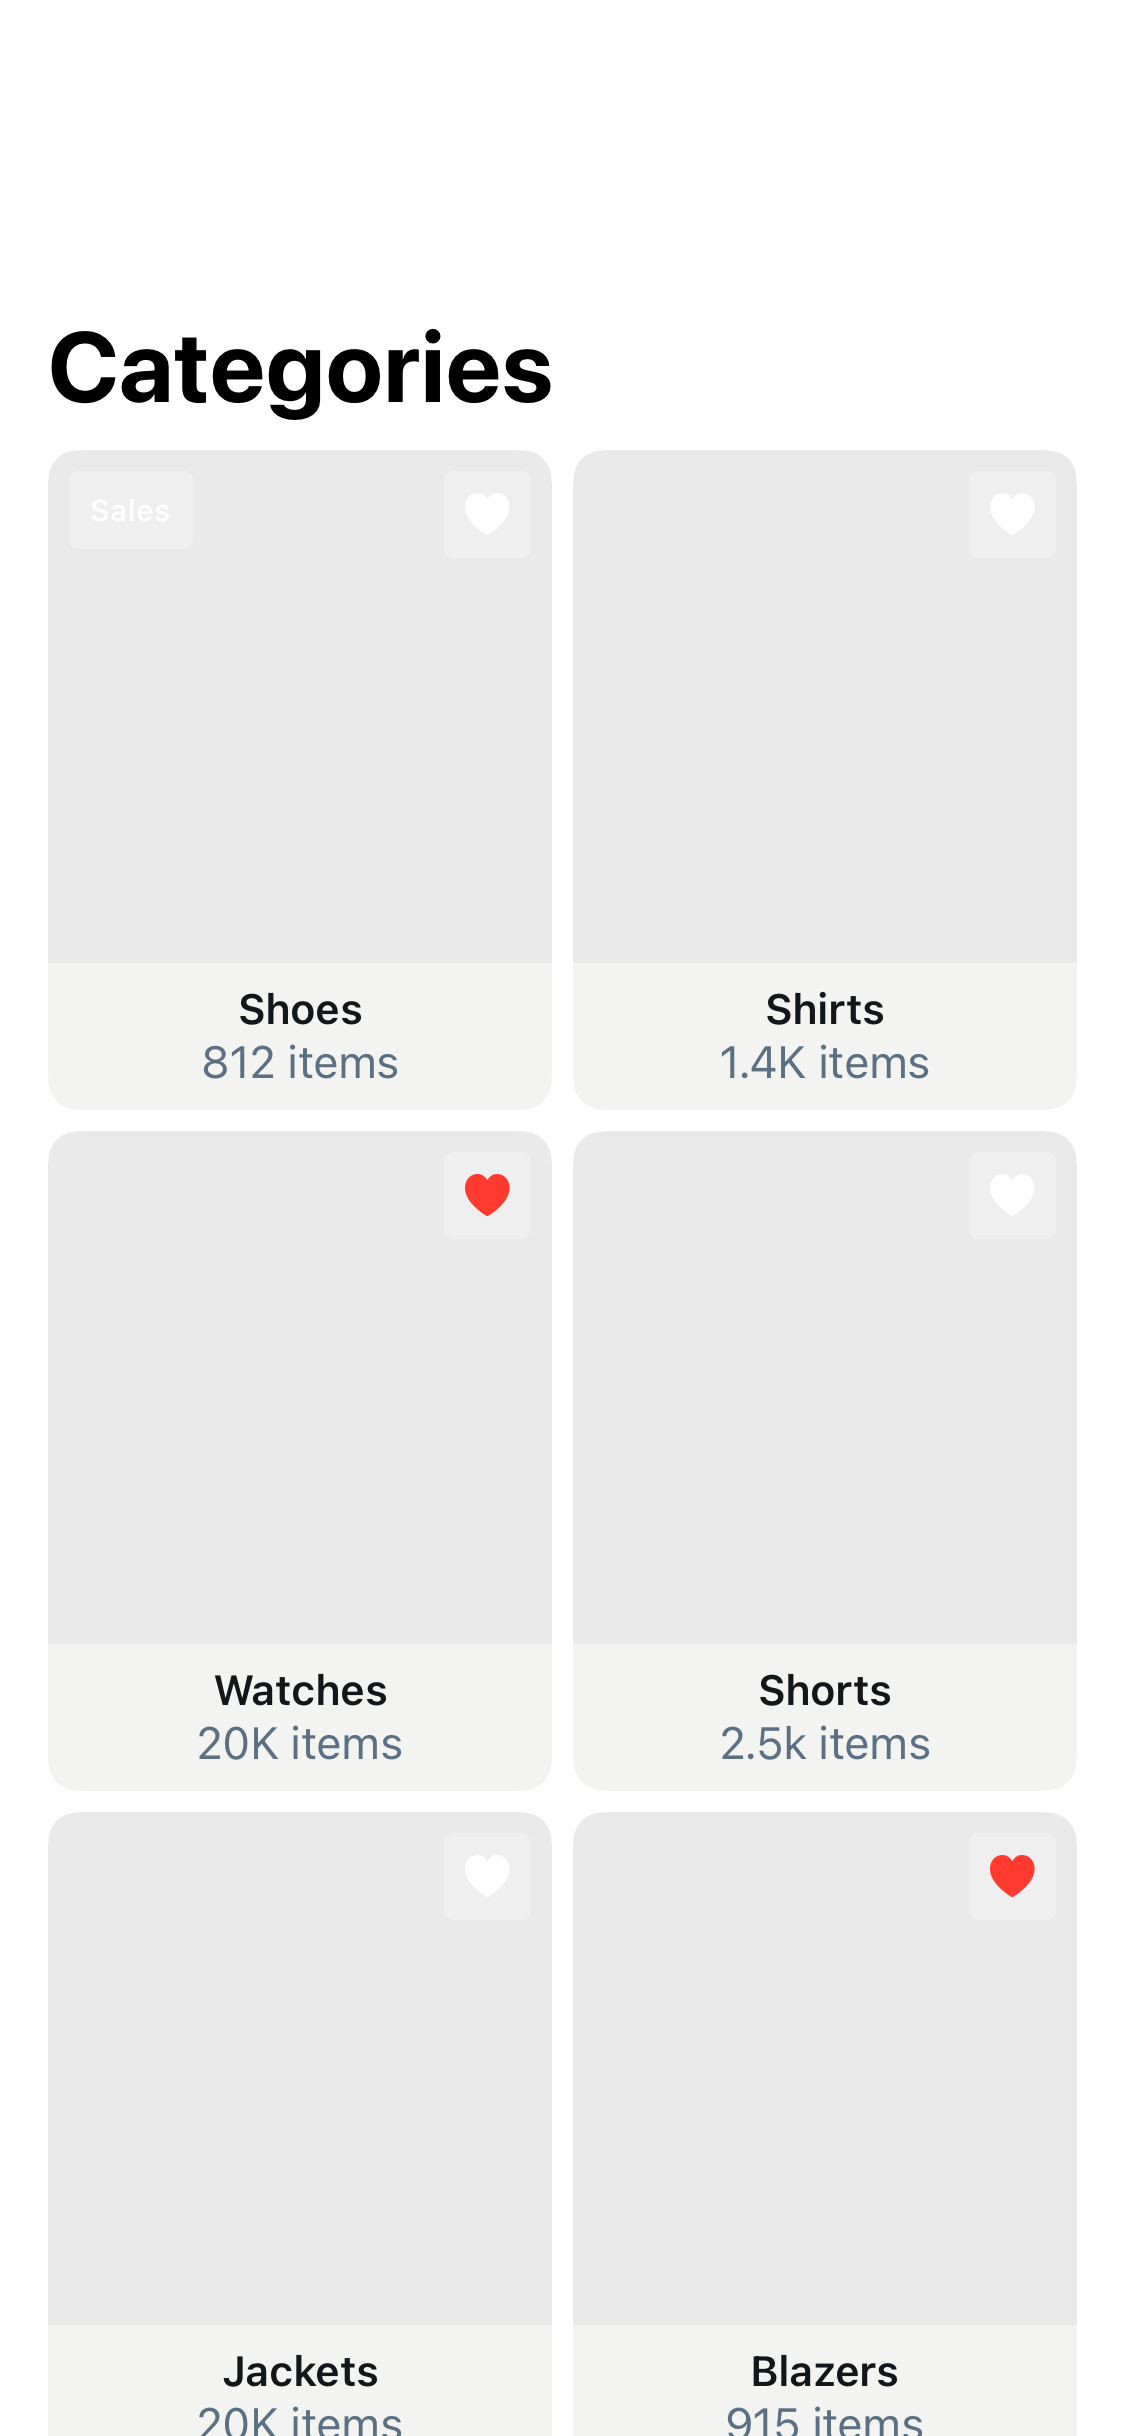 Categories
Sales
Shoes
812 items
Shirts
1.4K items
Watches
20K items
Shorts
2.5k items
Jackets
20K items
Blazers
915 items